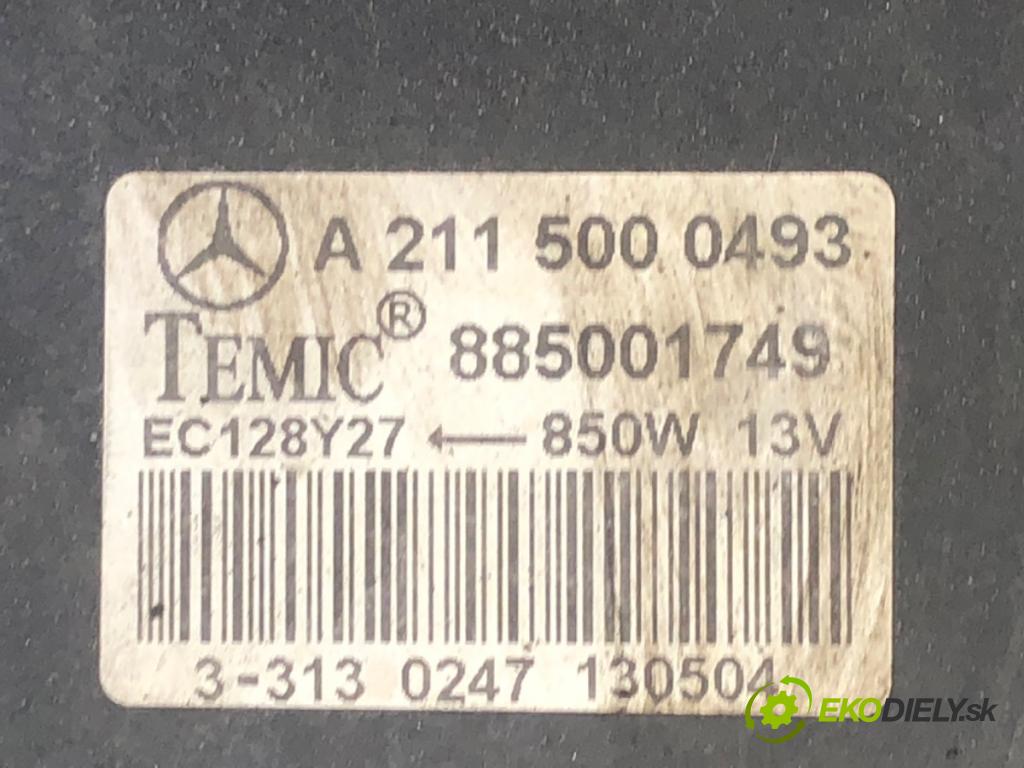 A 211 500 0493
TEMIC® 885001749
EC128Y27 ← 850W 13V
3-313 0247 130504
EKODIELY.sk